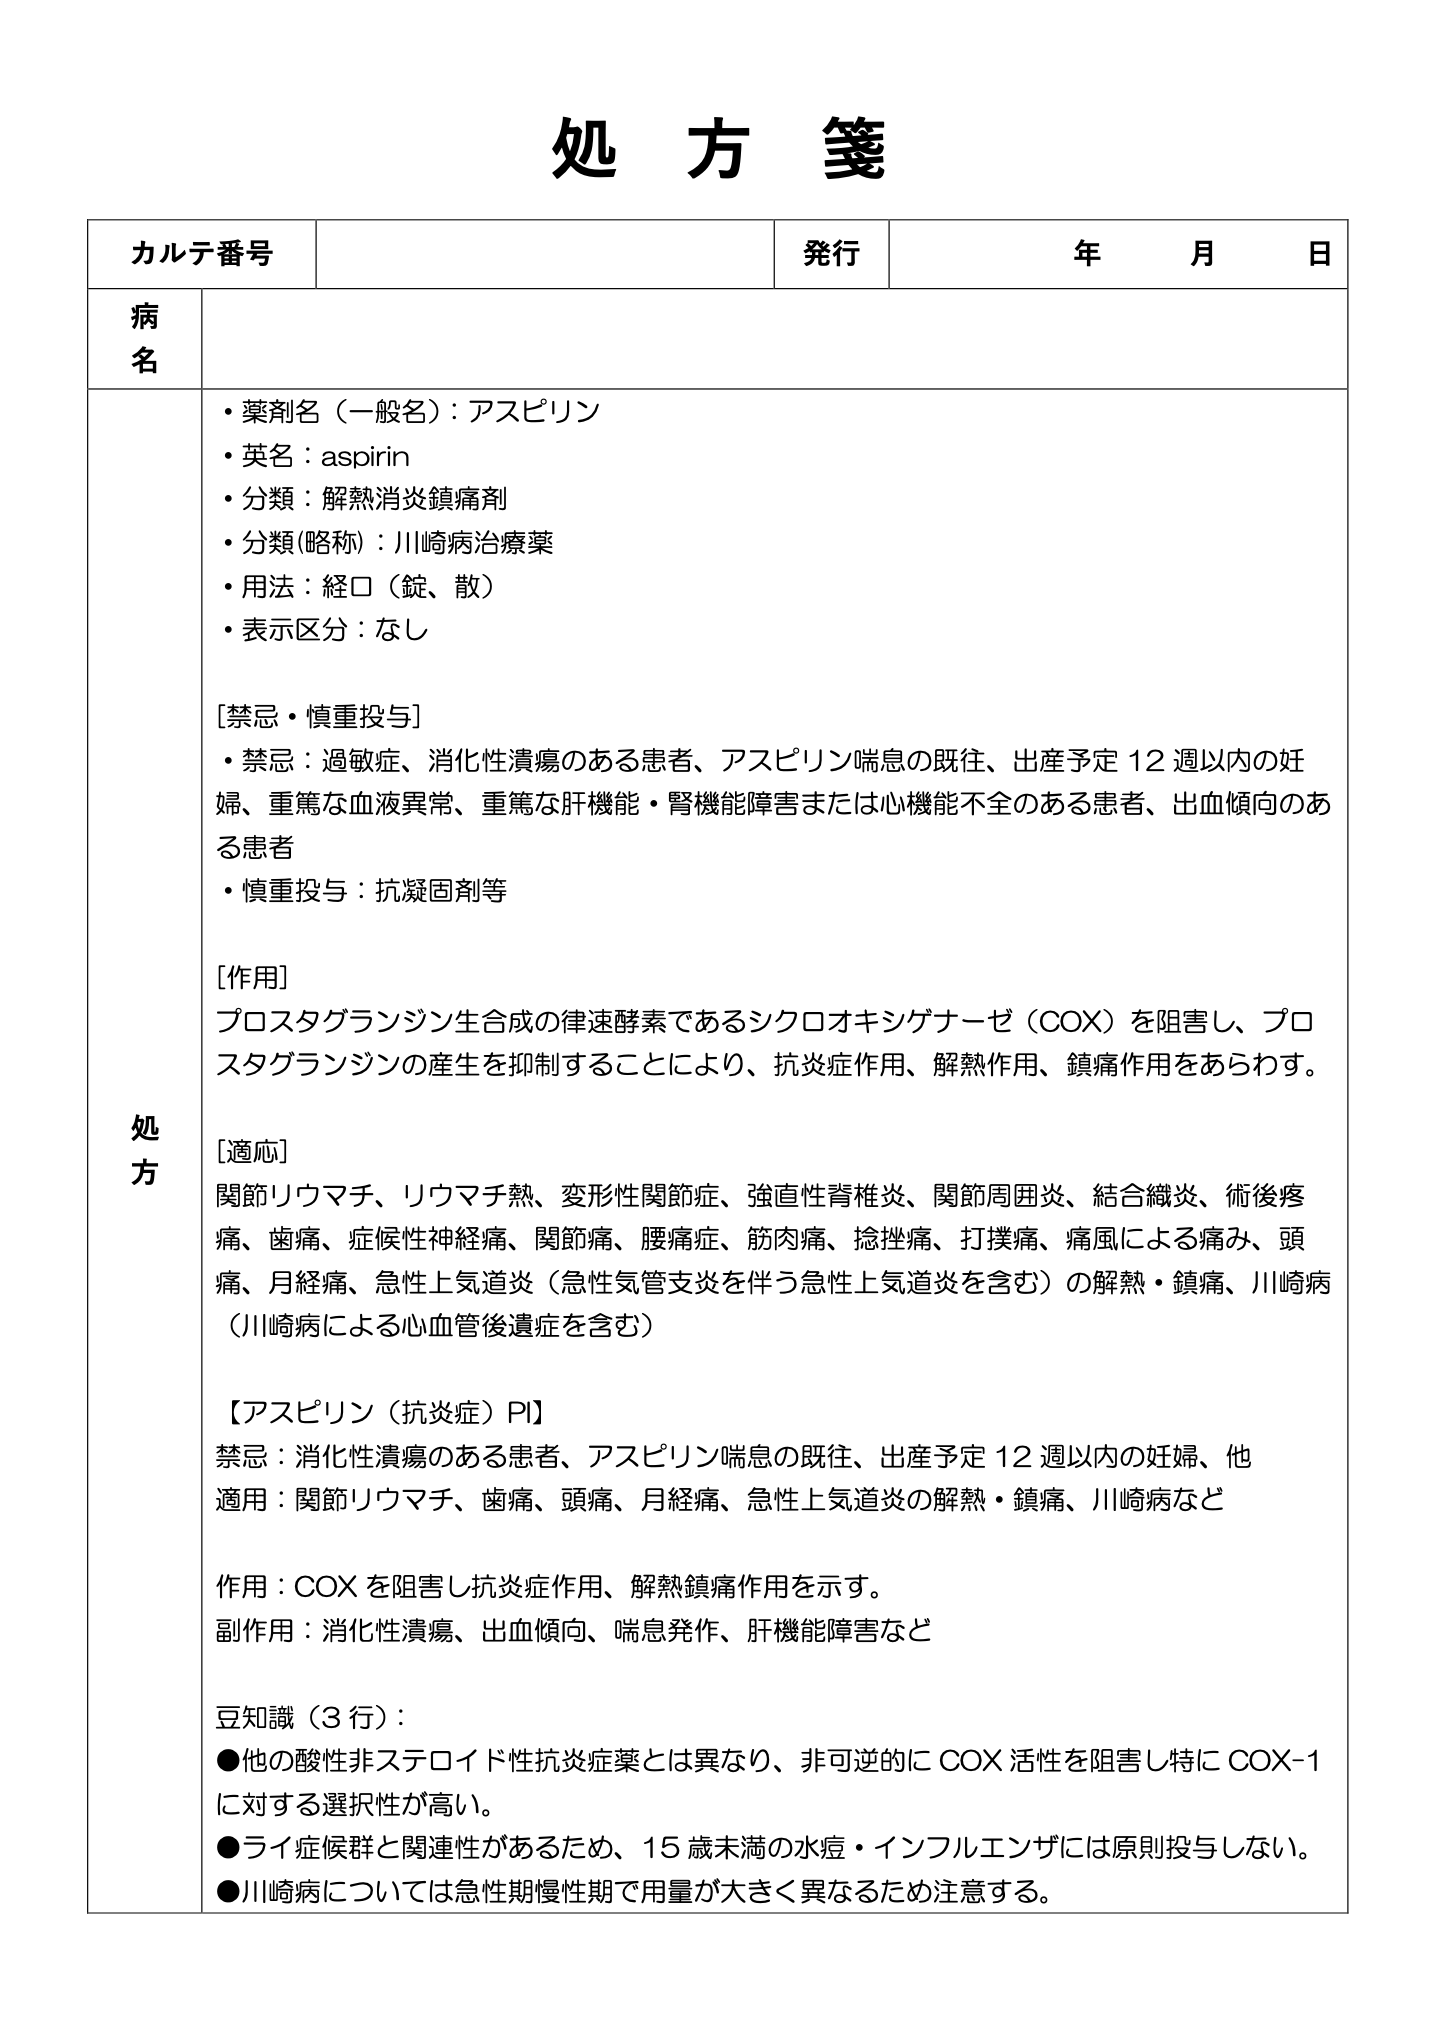 処　方　箋
カルテ番号　発行　年　月　日
病
名
・薬剤名（一般名）：アスピリン
・英名：aspirin
・分類：解熱消炎鎮痛剤
・分類(略称)：川崎病治療薬
・用法：経口（錠、散）
・表示区分：なし
[禁忌・慎重投与]
・禁忌：過敏症、消化性潰瘍のある患者、アスピリン喘息の既往、出産予定 12 週以内の妊
婦、重篤な血液異常、重篤な肝機能・腎機能障害または心機能不全のある患者、出血傾向のあ
る患者
・慎重投与：抗凝固剤等
[作用]
プロスタグランジン生合成の律速酵素であるシクロオキシゲナーゼ（COX）を阻害し、プロ
スタグランジンの産生を抑制することにより、抗炎症作用、解熱作用、鎮痛作用をあらわす。
処
方
[適応]
関節リウマチ、リウマチ熱、変形性関節症、強直性脊椎炎、関節周囲炎、結合織炎、術後疼
痛、歯痛、症候性神経痛、関節痛、腰痛症、筋肉痛、捻挫痛、打撲痛、痛風による痛み、頭
痛、月経痛、急性上気道炎（急性気管支炎を伴う急性上気道炎を含む）の解熱・鎮痛、川崎病
（川崎病による心血管後遺症を含む）
【アスピリン（抗炎症）PI】
禁忌：消化性潰瘍のある患者、アスピリン喘息の既往、出産予定 12 週以内の妊婦、他
適用：関節リウマチ、歯痛、頭痛、月経痛、急性上気道炎の解熱・鎮痛、川崎病など
作用：COX を阻害し抗炎症作用、解熱鎮痛作用を示す。
副作用：消化性潰瘍、出血傾向、喘息発作、肝機能障害など
豆知識（3 行）：
●他の酸性非ステロイド性抗炎症薬とは異なり、非可逆的に COX 活性を阻害し特に COX-1
に対する選択性が高い。
●ライ症候群と関連性があるため、15 歳未満の水痘・インフルエンザには原則投与しない。
●川崎病については急性期慢性期で用量が大きく異なるため注意する。